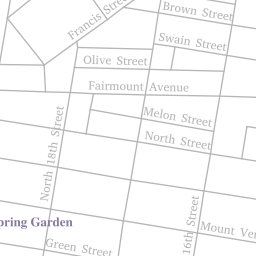 Brown Street
Francis Stre
Swain Street
Olive Street
Fairmount Avenue
Melon Street
North Street
North 18th Street
16th Street
pring Garden
Mount Ver
Green Street